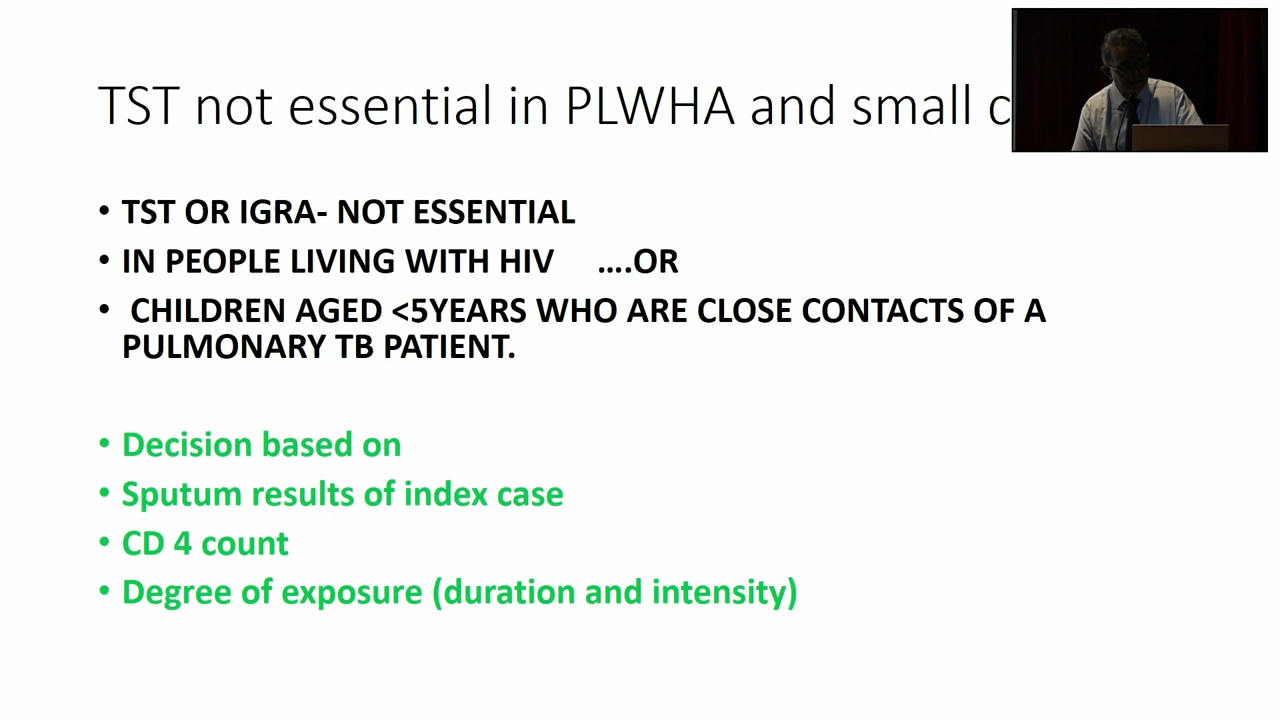 TST not essential in PLWHA and small c
• TST OR IGRA- NOT ESSENTIAL
• IN PEOPLE LIVING WITH HIV ....OR
• CHILDREN AGED <5YEARS WHO ARE CLOSE CONTACTS OF A
PULMONARY TB PATIENT.
• Decision based on
• Sputum results of index case
• CD 4 count
• Degree of exposure (duration and intensity)